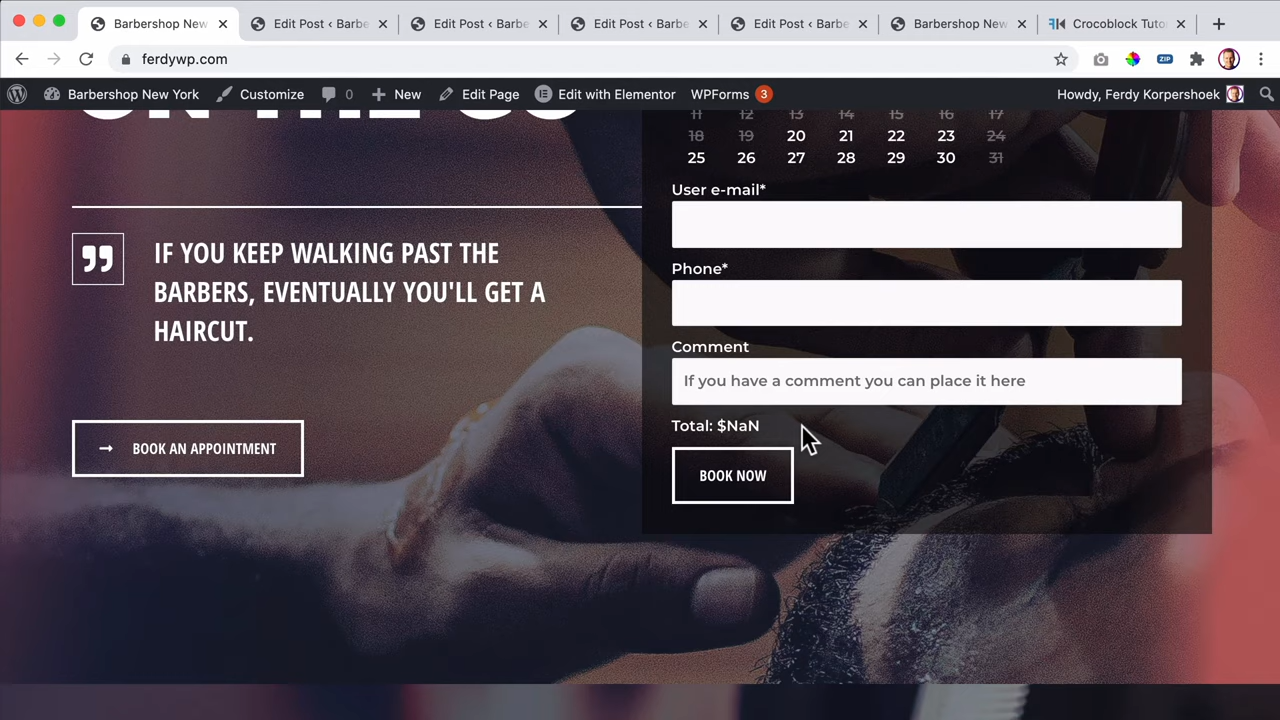 Barbershop New
Edit Post ‹ Barbe
Edit Post ‹ Barbe
Edit Post ‹ Barbe
Edit Post ‹ Barbe
Barbershop New
Crocoblock Tuto
ferdywp.com
ZIP
Barbershop New York
Customize
0
New
Edit Page
Edit with Elementor
WPForms 3
Howdy, Ferdy Korpershoek
11 12 13 14 15 16 17
18 19 20 21 22 23 24
25 26 27 28 29 30 31
IF YOU KEEP WALKING PAST THE
BARBERS, EVENTUALLY YOU'LL GET A
HAIRCUT.
BOOK AN APPOINTMENT
User e-mail*
Phone*
Comment
If you have a comment you can place it here
Total: $NaN
BOOK NOW